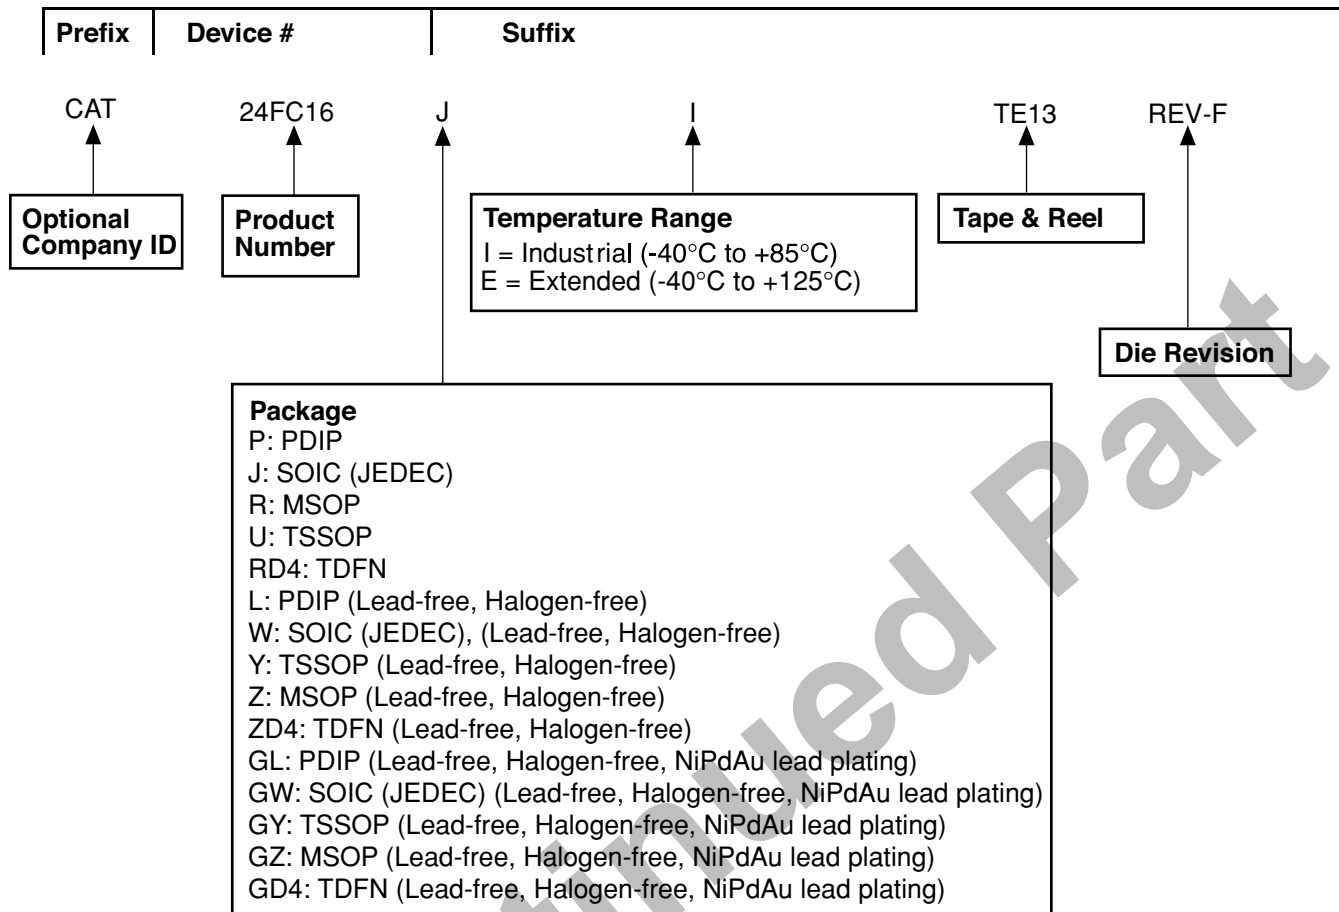 Prefix Device # Suffix
CAT 24FC16 J I TE13 REV-F
Optional
Company ID
Product
Number
Temperature Range
I = Industrial (-40°C to +85°C)
E = Extended (-40°C to +125°C)
Tape & Reel
Die Revision
Package
P: PDIP
J: SOIC (JEDEC)
R: MSOP
U: TSSOP
RD4: TDFN
L: PDIP (Lead-free, Halogen-free)
W: SOIC (JEDEC), (Lead-free, Halogen-free)
Y: TSSOP (Lead-free, Halogen-free)
Z: MSOP (Lead-free, Halogen-free)
ZD4: TDFN (Lead-free, Halogen-free)
GL: PDIP (Lead-free, Halogen-free, NiPdAu lead plating)
GW: SOIC (JEDEC) (Lead-free, Halogen-free, NiPdAu lead plating)
GY: TSSOP (Lead-free, Halogen-free, NiPdAu lead plating)
GZ: MSOP (Lead-free, Halogen-free, NiPdAu lead plating)
GD4: TDFN (Lead-free, Halogen-free, NiPdAu lead plating)
tinued Part